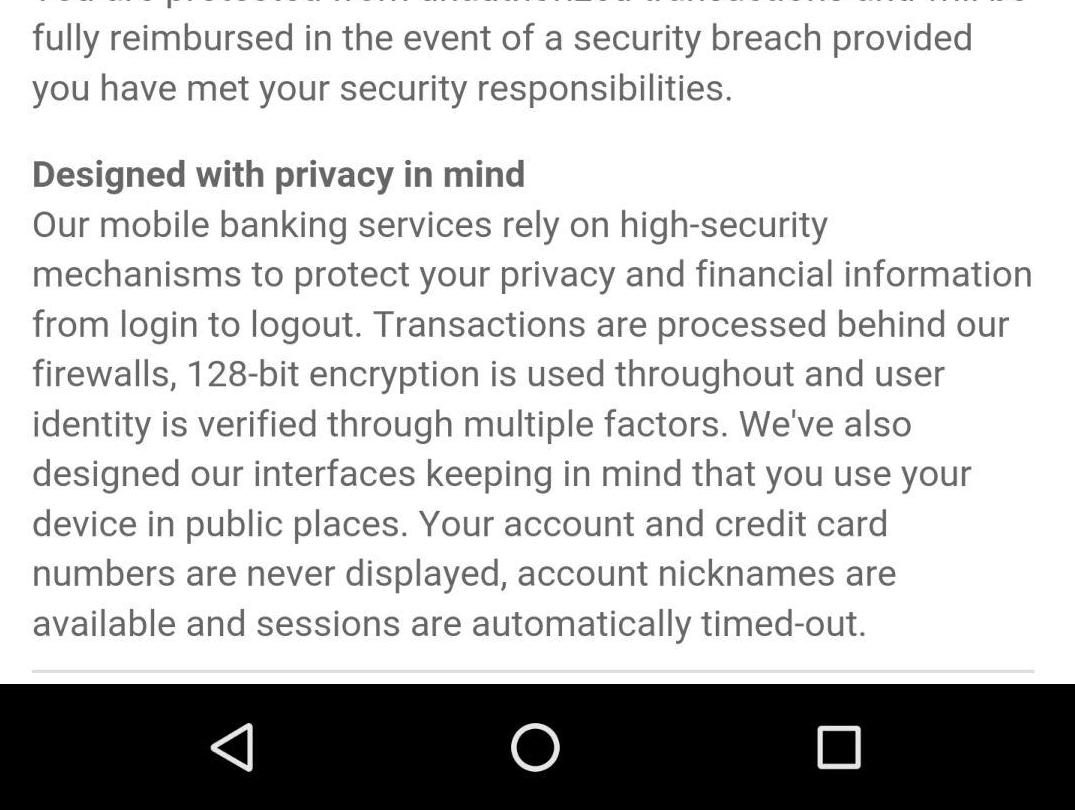 fully reimbursed in the event of a security breach provided
you have met your security responsibilities.
Designed with privacy in mind
Our mobile banking services rely on high-security
mechanisms to protect your privacy and financial information
from login to logout. Transactions are processed behind our
firewalls, 128-bit encryption is used throughout and user
identity is verified through multiple factors. We've also
designed our interfaces keeping in mind that you use your
device in public places. Your account and credit card
numbers are never displayed, account nicknames are
available and sessions are automatically timed-out.